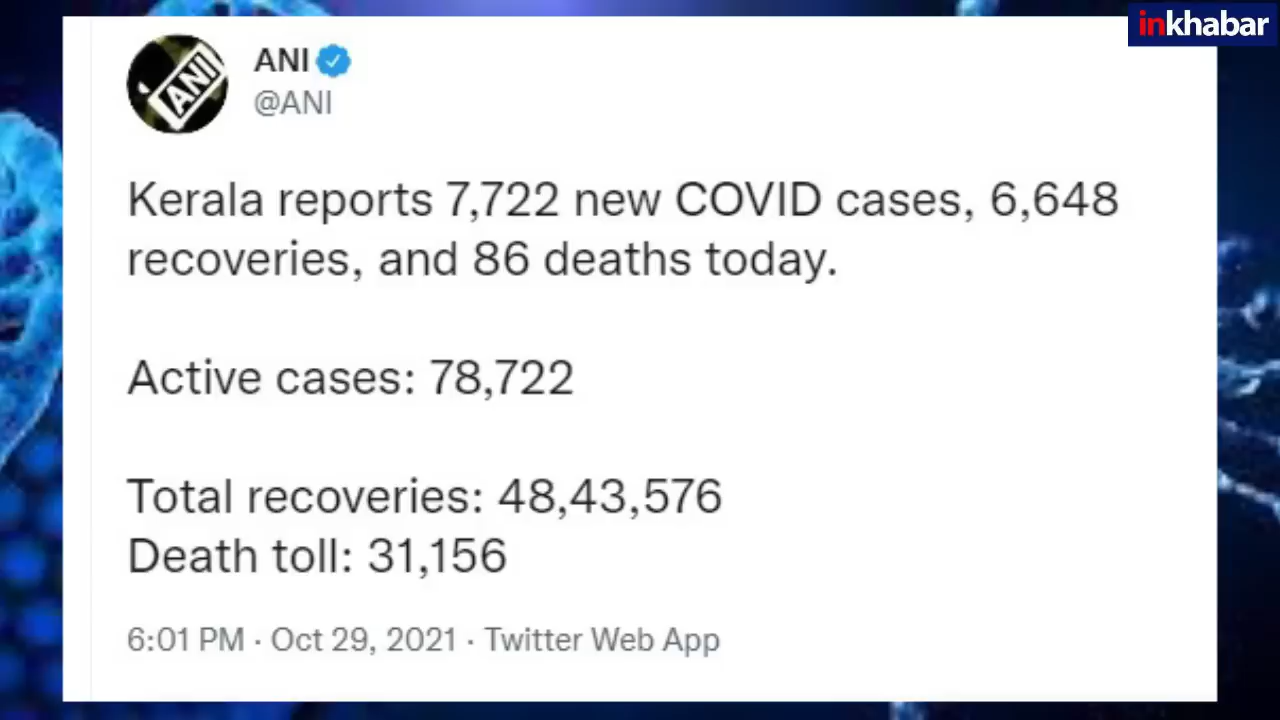 inkhabar
ANI
ANI
@ANI
Kerala reports 7,722 new COVID cases, 6,648
recoveries, and 86 deaths today.
Active cases: 78,722
Total recoveries: 48,43,576
Death toll: 31,156
6:01 PM · Oct 29, 2021 · Twitter Web App